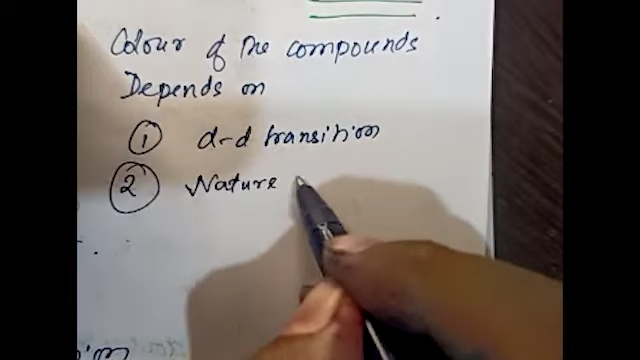 Colour of the compounds
Depends on
① d-d transition
② Nature